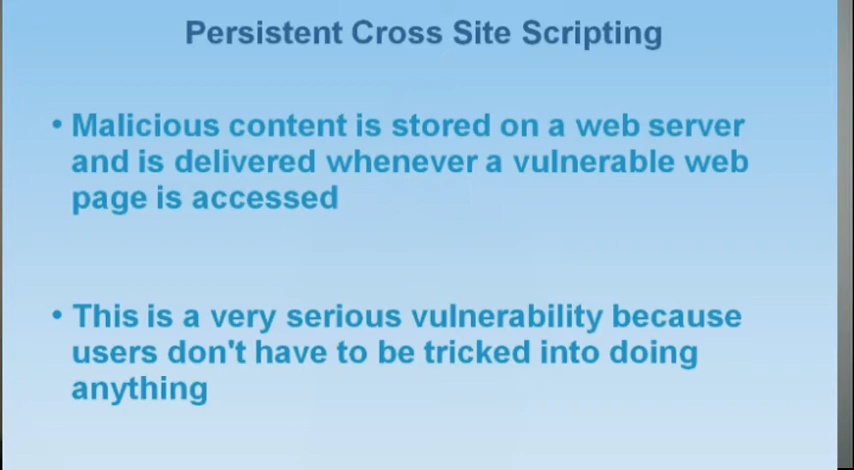 Persistent Cross Site Scripting
• Malicious content is stored on a web server
and is delivered whenever a vulnerable web
page is accessed
• This is a very serious vulnerability because
users don't have to be tricked into doing
anything